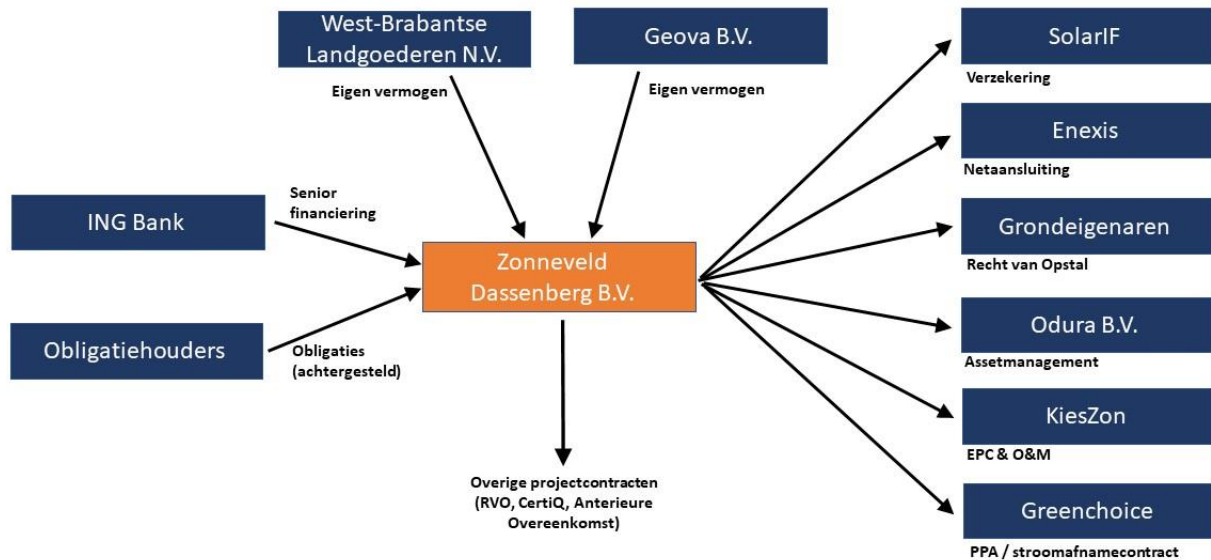 West-Brabantse
Landgoederen N.V.
Eigen vermogen
Geova B.V.
Eigen vermogen
ING Bank
Senior
financiering
Obligatiehouders
Obligaties
(achtergesteld)
Zonneveld
Dassenberg B.V.
Overige projectcontracten
(RVO, CertiQ, Anterieure
Overeenkomst)
SolarIF
Verzekering
Enexis
Netaansluiting
Grondeigenaren
Recht van Opstal
Odura B.V.
Assetmanagement
KiesZon
EPC & O&M
Greenchoice
PPA / stroomafnamecontract